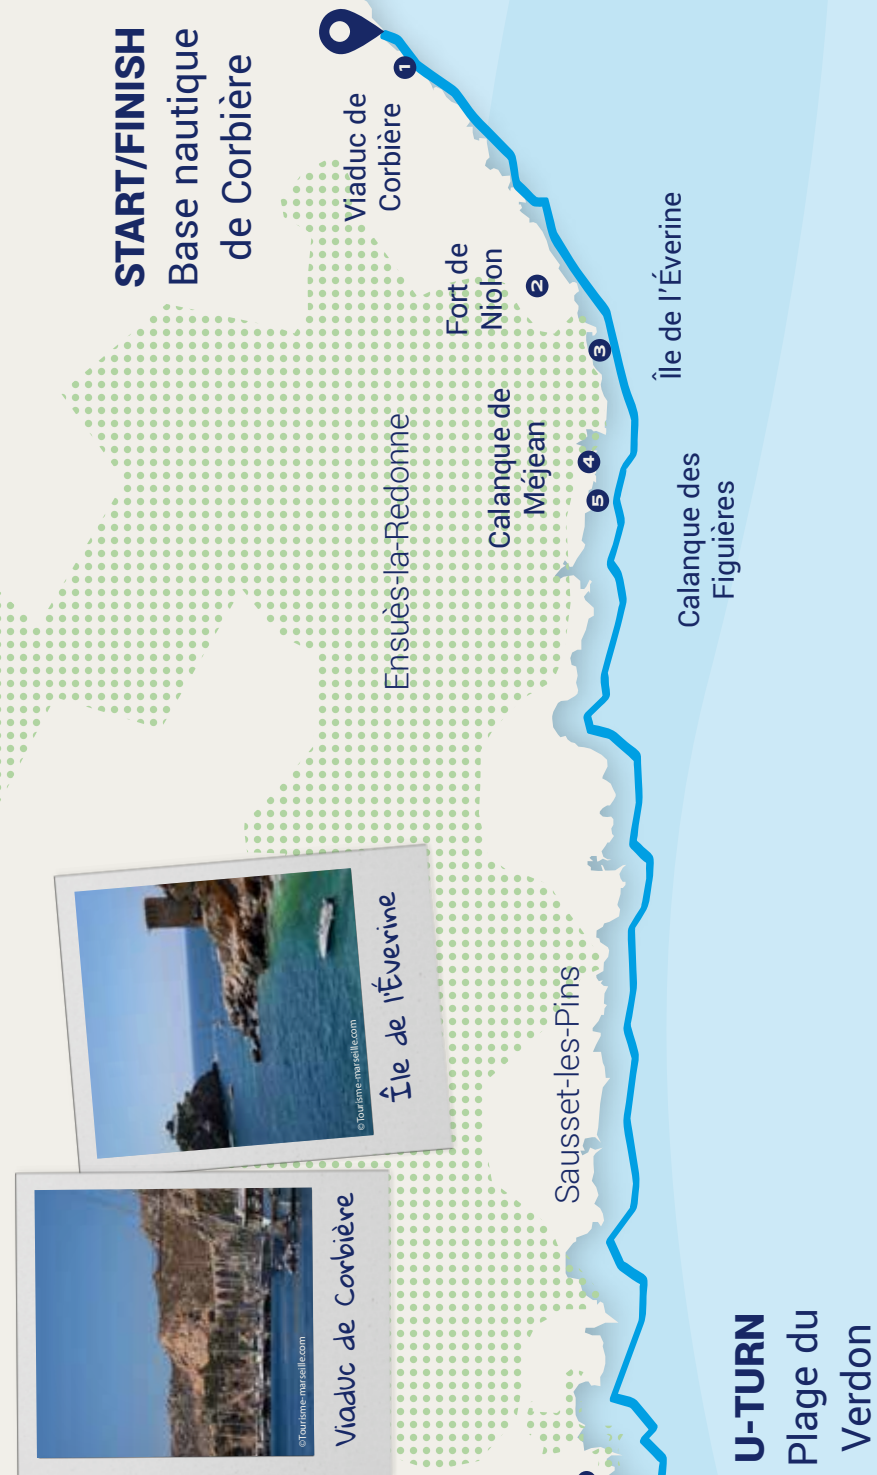 START/FINISH
Base nautique
de Corbière
1
Viaduc de
Corbière
Fort de
Niolon
2
3
Île de l'Éverine
Ensuès-la-Redonne
Calanque de
Méjean
4
5
Calanque des
Figuières
©Tourisme-marseille.com
Île de l'Éverine
Sausset-les-Pins
©Tourisme-marseille.com
Viaduc de Corbière
U-TURN
Plage du
Verdon